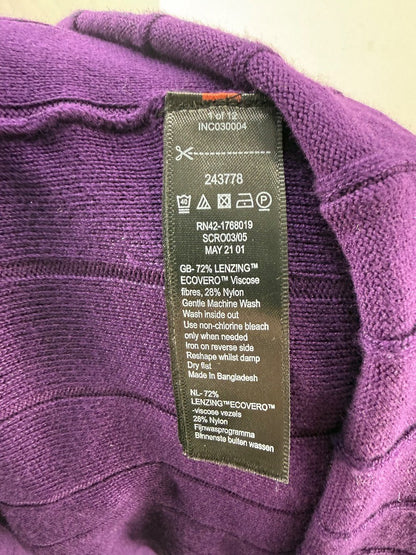 1 of 12
INC030004
243778
40
P
RN42-1768019
SCRO03/05
MAY 21 01
GB- 72% LENZING™
ECOVERO™ Viscose
fibres, 28% Nylon
Gentle Machine Wash
Wash inside out
Use non-chlorine bleach
only when needed
Iron on reverse side
Reshape whilst damp
Dry flat
Made In Bangladesh
NL- 72%
LENZING™ECOVERO™
-viscose vezels
28% Nylon
Fijnwasprogramma
Binnenste buiten wassen